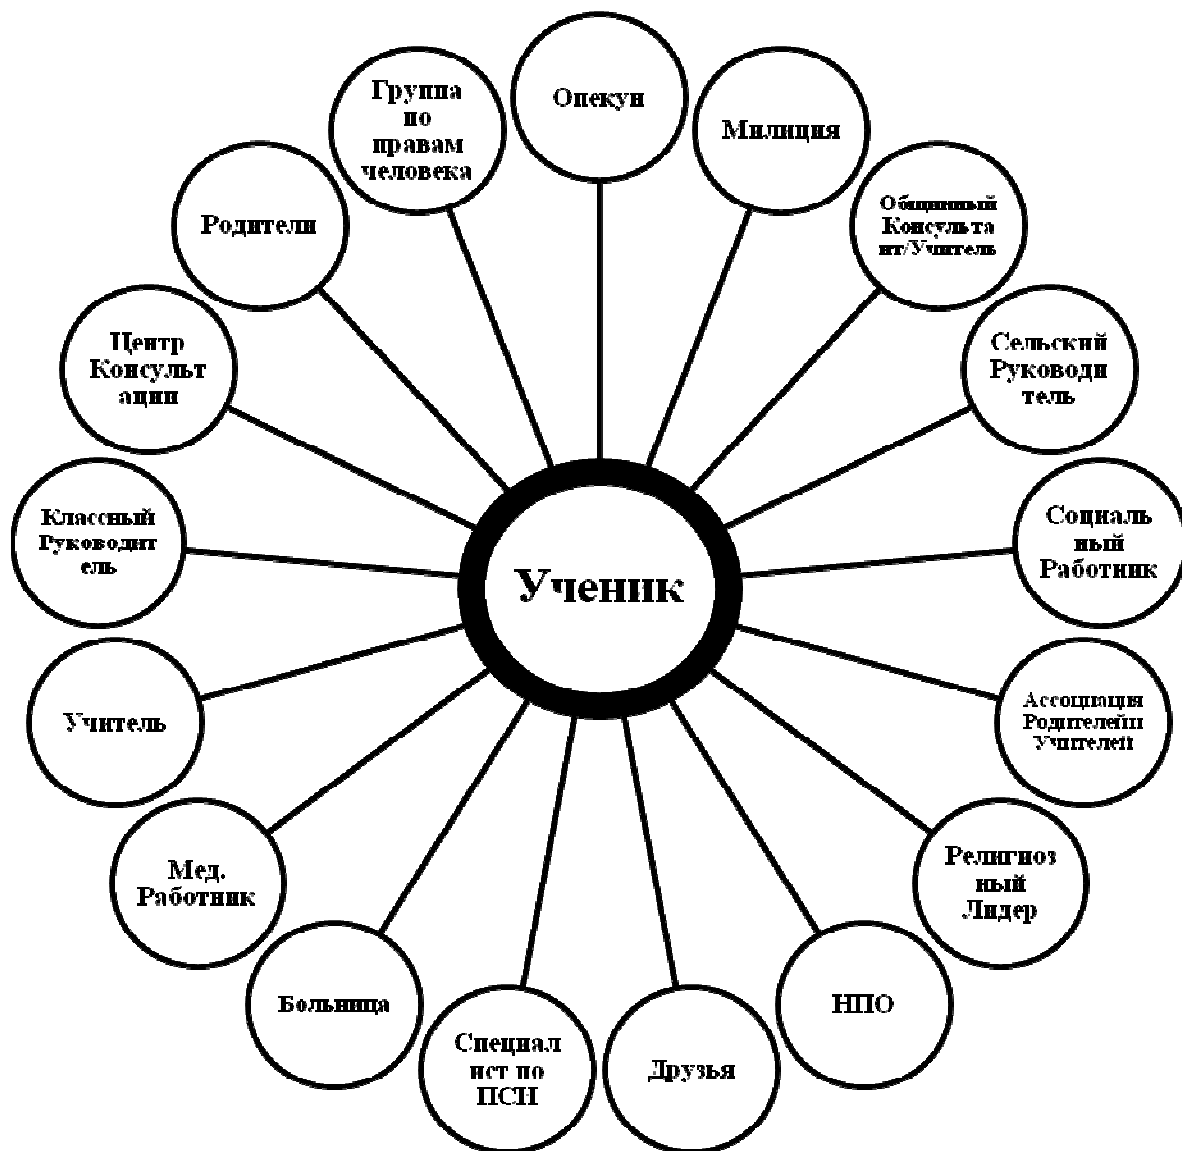 Опекун
Милиция
Общинный
Консульта
нт/Учитель
Сельский
Руководи
тель
Социаль
ный
Работник
Ассоциация
Родителей и
Учителей
Религиоз
ный
Лидер
НПО
Друзья
Специал
ист по
ПСН
Больница
Мед.
Работник
Учитель
Классный
Руководит
ель
Центр
Консульт
ации
Родители
Группа
по
правам
человека
Ученик